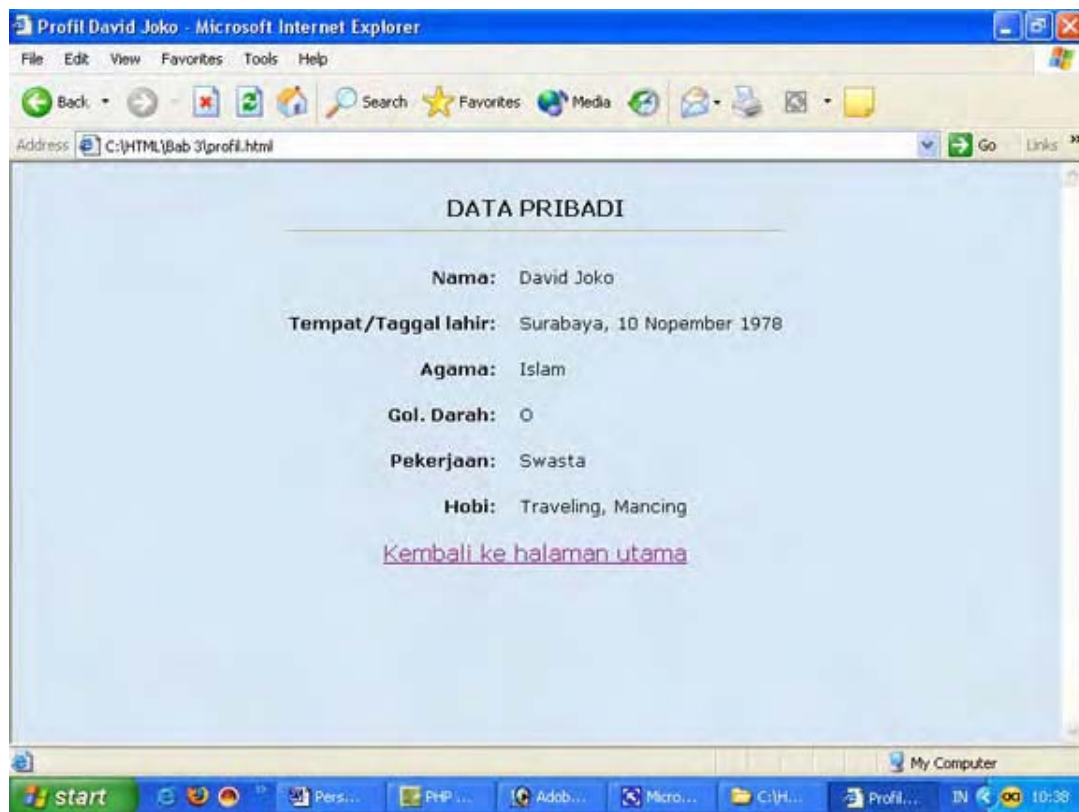 Profil David Joko - Microsoft Internet Explorer
File Edit View Favorites Tools Help
Back Search Favorites Media
Address C:\HTML\Bab 3\profil.html Go Links
DATA PRIBADI
Nama: David Joko
Tempat/Taggal lahir: Surabaya, 10 Nopember 1978
Agama: Islam
Gol. Darah: O
Pekerjaan: Swasta
Hobi: Traveling, Mancing
Kembali ke halaman utama
My Computer
start Pers... PHP ... Adob... Micro... C:\H... Profil... IN 10:38